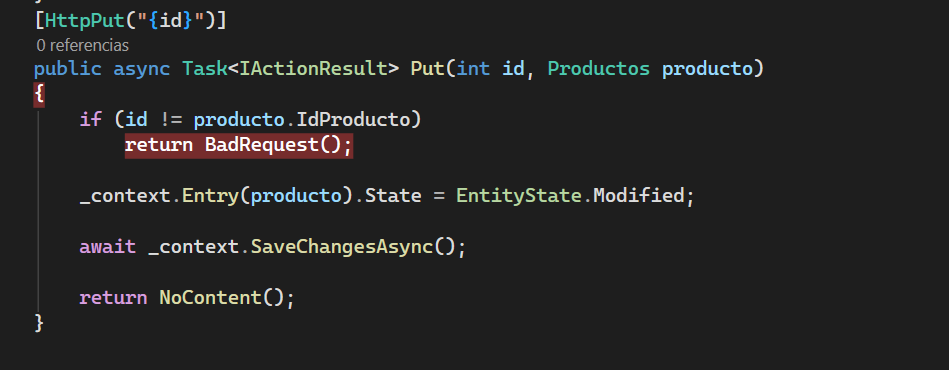 [HttpPut("{id}")]
0 referencias
public async Task<IActionResult> Put(int id, Productos producto)
{
if (id != producto.IdProducto)
return BadRequest();
_context.Entry(producto).State = EntityState.Modified;
await _context.SaveChangesAsync();
return NoContent();
}